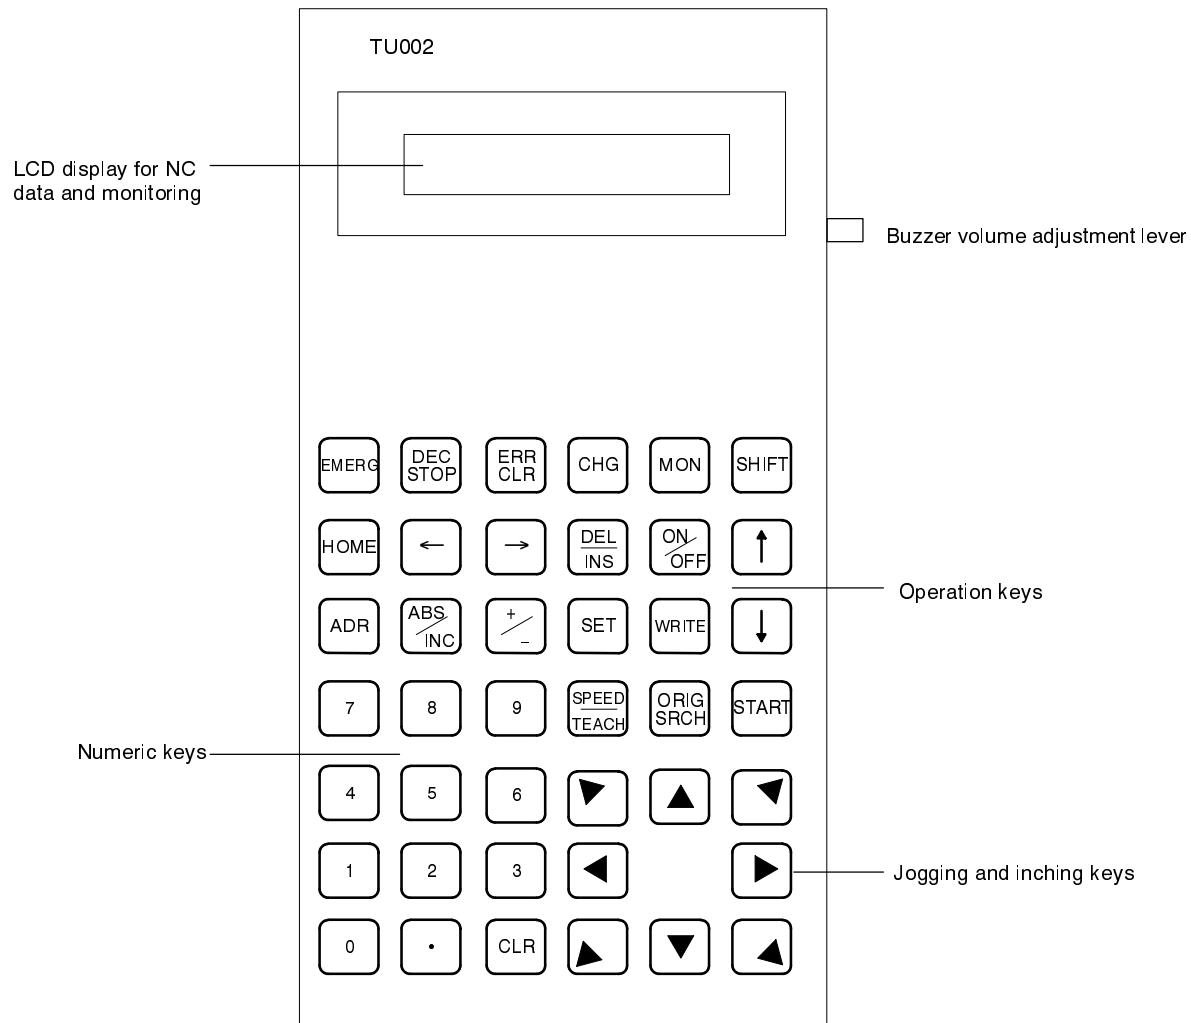 TU002
LCD display for NC
data and monitoring
Buzzer volume adjustment lever
EMERG
DEC
STOP
ERR
CLR
CHG
MON
SHIFT
HOME
←
→
DEL
INS
ON
OFF
↑
Operation keys
ADR
ABS
INC
+
–
SET
WRITE
↓
7
8
9
SPEED
TEACH
ORIG
SRCH
START
Numeric keys
4
5
6
1
2
3
Jogging and inching keys
0
•
CLR